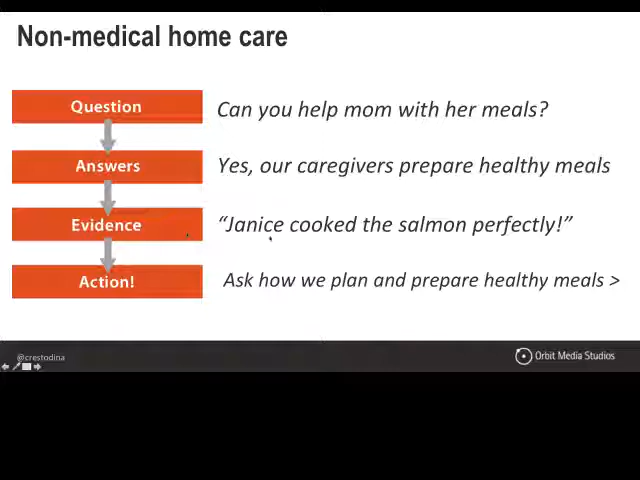 Non-medical home care
Question
Can you help mom with her meals?
Answers
Yes, our caregivers prepare healthy meals
Evidence
“Janice cooked the salmon perfectly!”
Action!
Ask how we plan and prepare healthy meals >
@crestodina
Orbit Media Studios